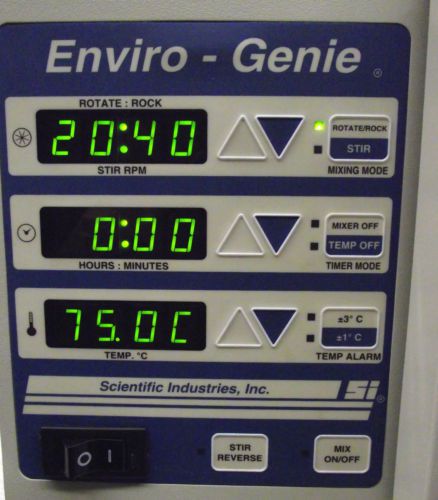 Enviro - Genie ®
ROTATE : ROCK
20:40
STIR RPM
ROTATE/ROCK
STIR
MIXING MODE
0:00
HOURS : MINUTES
MIXER OFF
TEMP OFF
TIMER MODE
75.0C
TEMP. °C
±3° C
±1° C
TEMP ALARM
Scientific Industries, Inc.
Si ®
O I
STIR
REVERSE
MIX
ON/OFF